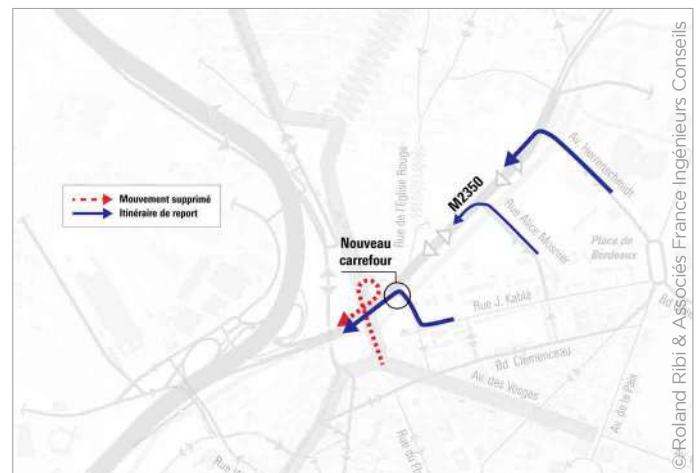 Mouvement supprimé
Itinéraire de report
Nouveau
carrefour
M2350
Rue de l'Eglise Rouge
Av. Herrenschmidt
Rue Alice Mosnier
Place de
Bordeaux
Rue J. Kablé
Bd. Clemenceau
Av. des Vosges
Av. de la Paix
© Roland Ribi & Associés France Ingénieurs Conseils